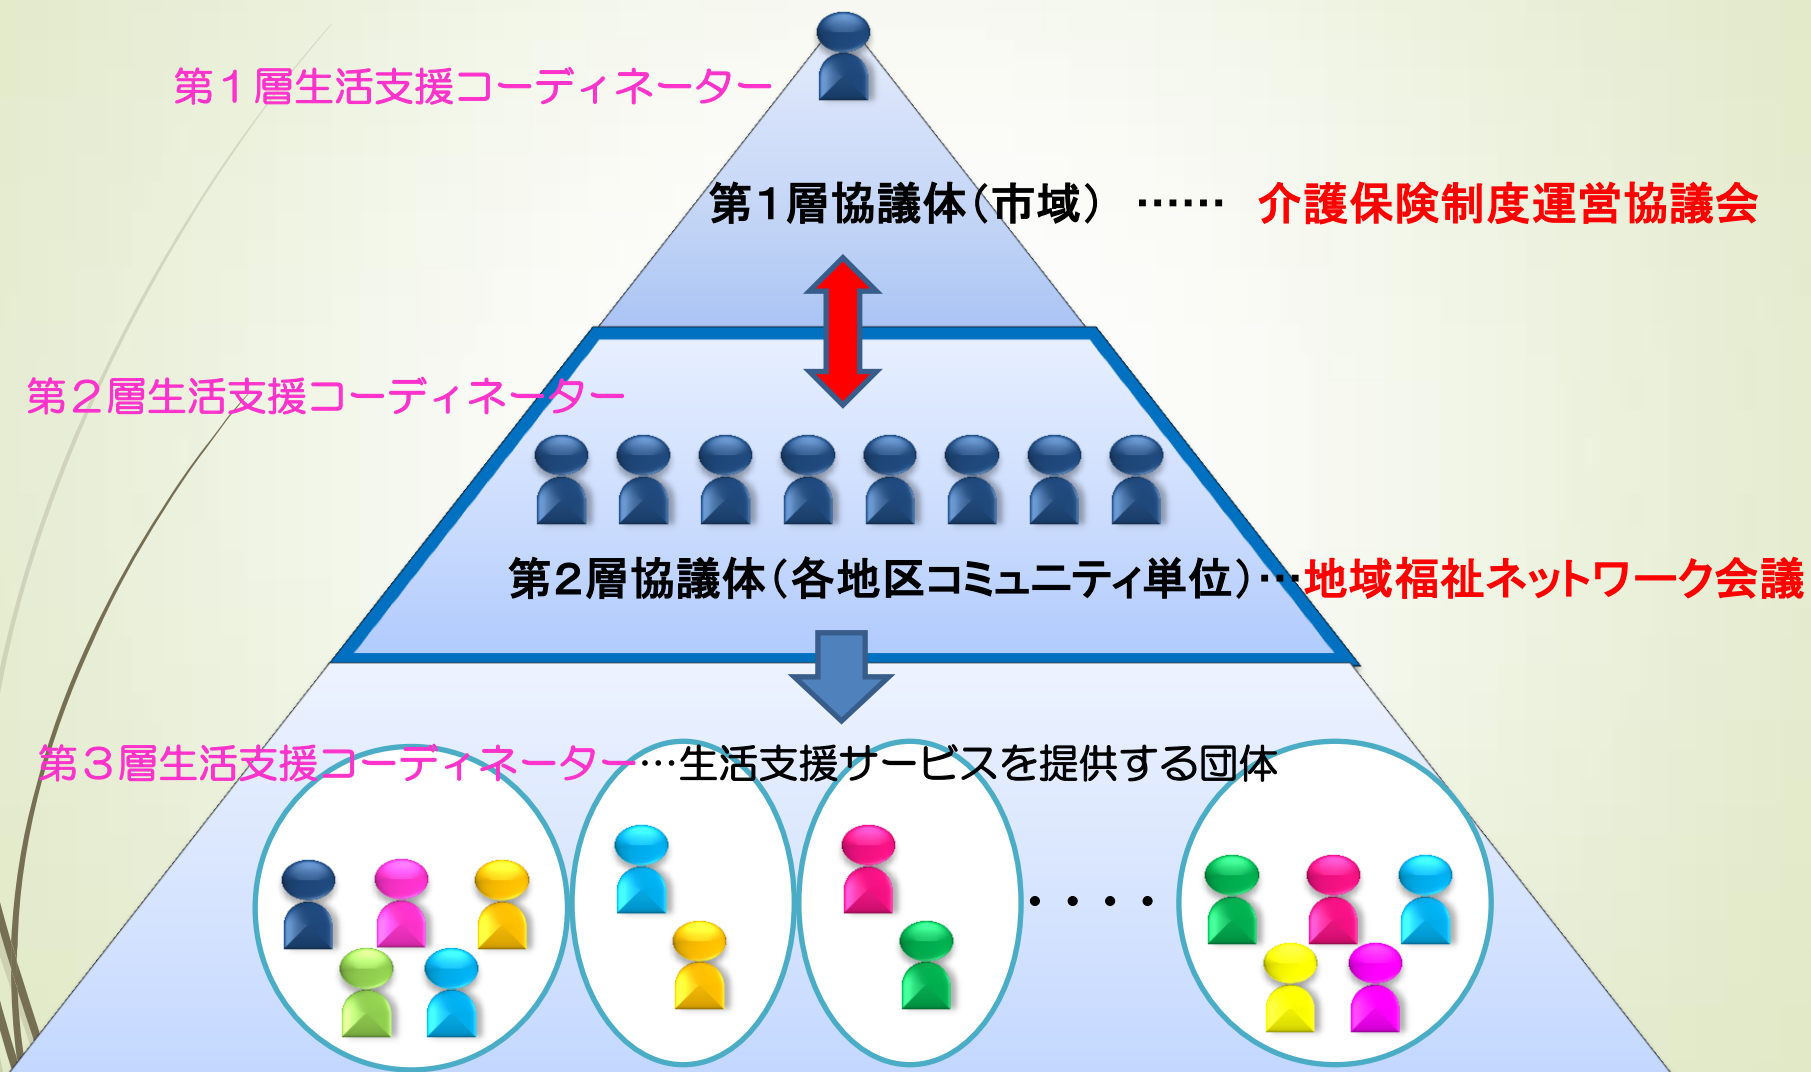 第１層生活支援コーディネーター
第１層協議体（市域） …… 介護保険制度運営協議会
第２層生活支援コーディネーター
第２層協議体（各地区コミュニティ単位）…地域福祉ネットワーク会議
第３層生活支援コーディネーター…生活支援サービスを提供する団体
・・・・